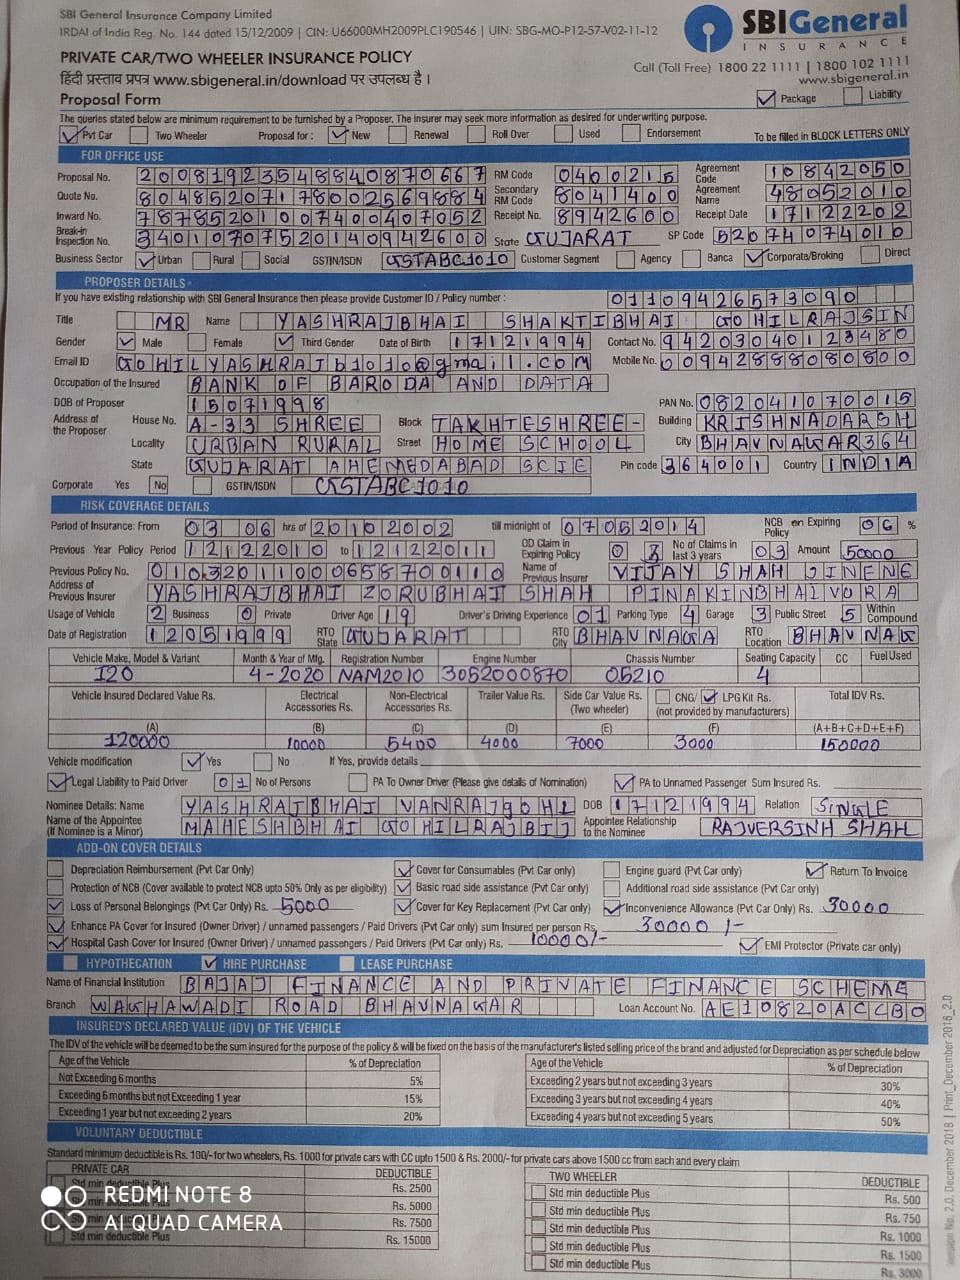 SBI General Insurance Company Limited
IRDAI of India Reg. No. 144 dated 15/12/2009 | CIN: U66000MH2009PLC190546 | UIN: SBG-MO-P12-57-V02-11-12
SBIGeneral
INSURANCE
PRIVATE CAR/TWO WHEELER INSURANCE POLICY
Call (Toll Free) 1800 22 1111 | 1800 102 1111
हिंदी प्रस्ताव प्रपत्र www.sbigeneral.in/download पर उपलब्ध है।
www.sbigeneral.in
Proposal Form
Package Liability
The queries stated below are minimum requirement to be furnished by a Proposer. The insurer may seek more information as desired for underwriting purpose.
Pvt Car Two Wheeler Proposal for: New Renewal Roll Over Used Endorsement To be filled in BLOCK LETTERS ONLY
FOR OFFICE USE
Proposal No. 2008192354884087066 7 RM Code 0400215 Agreement Code 10842050
Quote No. 8048520717800256988 4 Secondary RM Code 8041400 Agreement Name 48052010
Inward No. 7878520100740040705 2 Receipt No. 8942600 Receipt Date 17122202
Break-in Inspection No. 3401070752014094260 0 State GUJARAT SP Code 52074074010
Business Sector Urban Rural Social GSTIN/ISDN GSTABC1010 Customer Segment Agency Banca Corporate/Broking Direct
PROPOSER DETAILS
If you have existing relationship with SBI General Insurance then please provide Customer ID / Policy number : 01109426573090
Title MR Name YASHRAJBHAI SHAKTIBHAI GOHILRAJSIN
Gender Male Female Third Gender Date of Birth 17121994 Contact No. 94203040123480
Email ID GOHILYASHRAJb1010@gmail.com Mobile No. 00942888080800
Occupation of the Insured BANK OF BARODA AND DATA
DOB of Proposer 15071998 PAN No. 082041070015
Address of the Proposer House No. A-33 SHREE Block TAKHTESHREE- Building KRISHNADARSH
Locality URBAN RURAL Street HOME SCHOOL City BHAVNAGAR364
State GUJARAT AHEMEDABAD SCIE Pin code 364001 Country INDIA
Corporate Yes No GSTIN/ISDN GSTABC1010
RISK COVERAGE DETAILS
Period of Insurance: From 03 06 hrs of 20102002 till midnight of 07052014 NCB on Expiring Policy 06 %
Previous Year Policy Period 12122010 to 12122011 OD Claim in Expiring Policy 0 No of Claims in last 3 years 03 Amount 50000
Previous Policy No. 010320110006587001 10 Name of Previous Insurer VIJAY SHAH JINENE
Address of Previous Insurer YASHRAJBHAI ZORUBHAI SHAH PINAKINBHAI VORA
Usage of Vehicle 2 Business 0 Private Driver Age 19 Driver's Driving Experience 01 Parking Type 4 Garage 3 Public Street 5 Within Compound
Date of Registration 12051999 RTO State GUJARAT RTO City BHAVNAGA RTO Location BHAVNAG
Vehicle Make, Model & Variant Month & Year of Mfg. Registration Number Engine Number Chassis Number Seating Capacity CC Fuel Used
I20 4-2020 NAM2010 3052000870 05210 4
Vehicle Insured Declared Value Rs. Electrical Accessories Rs. Non-Electrical Accessories Rs. Trailer Value Rs. Side Car Value Rs. (Two wheeler) CNG/ LPG Kit Rs. (not provided by manufacturers) Total IDV Rs.
(A) (B) (C) (D) (E) (F) (A+B+C+D+E+F)
120000 10000 5400 4000 7000 3000 150000
Vehicle modification Yes No If Yes, provide details
Legal Liability to Paid Driver 01 No of Persons PA To Owner Driver (Please give details of Nomination) PA to Unnamed Passenger Sum Insured Rs.
Nominee Details: Name YASHRAJBHAI VANRAJGOHL DOB 17121994 Relation SINGLE
Name of the Appointee (If Nominee is a Minor) MAHESHBHAI GOHILRAJBIJ Appointee Relationship to the Nominee RAJVERSINH SHAH
ADD-ON COVER DETAILS
Depreciation Reimbursement (Pvt Car Only) Cover for Consumables (Pvt Car only) Engine guard (Pvt Car only) Return To Invoice
Protection of NCB (Cover available to protect NCB upto 50% Only as per eligibility) Basic road side assistance (Pvt Car only) Additional road side assistance (Pvt Car only)
Loss of Personal Belongings (Pvt Car Only) Rs. 5000 Cover for Key Replacement (Pvt Car only) Inconvenience Allowance (Pvt Car Only) Rs. 30000
Enhance PA Cover for Insured (Owner Driver) / unnamed passengers / Paid Drivers (Pvt Car only) sum Insured per person Rs. 30000 /-
Hospital Cash Cover for Insured (Owner Driver) / unnamed passengers / Paid Drivers (Pvt Car Only) Rs. 10000/- EMI Protector (Private car only)
HYPOTHECATION HIRE PURCHASE LEASE PURCHASE
Name of Financial Institution BAJAJ FINANCE AND PRIVATE FINANCE SCHEME
Branch WAGHAWADI ROAD BHAVNAGAR Loan Account No. AE10820ACCBO
INSURED'S DECLARED VALUE (IDV) OF THE VEHICLE
The IDV of the vehicle will be deemed to be the sum insured for the purpose of the policy & will be fixed on the basis of the manufacturer's listed selling price of the brand and adjusted for Depreciation as per schedule below
Age of the Vehicle % of Depreciation Age of the Vehicle % of Depreciation
Not Exceeding 6 months 5% Exceeding 2 years but not exceeding 3 years 30%
Exceeding 6 months but not Exceeding 1 year 15% Exceeding 3 years but not exceeding 4 years 40%
Exceeding 1 year but not exceeding 2 years 20% Exceeding 4 years but not exceeding 5 years 50%
VOLUNTARY DEDUCTIBLE
Standard minimum deductible is Rs. 100/-for two wheelers, Rs. 1000 for private cars with CC upto 1500 & Rs. 2000/- for private cars above 1500 cc from each and every claim
PRIVATE CAR DEDUCTIBLE TWO WHEELER DEDUCTIBLE
Std min deductible Plus Rs. 2500 Std min deductible Plus Rs. 500
Rs. 5000 Std min deductible Plus Rs. 750
Rs. 7500 Std min deductible Plus Rs. 1000
Std min deductible Plus Rs. 15000 Std min deductible Plus Rs. 1500
Std min deductible Plus Rs. 3000
REDMI NOTE 8
AI QUAD CAMERA
Version No. 2.0, December 2018 | Print_December 2018_2.0